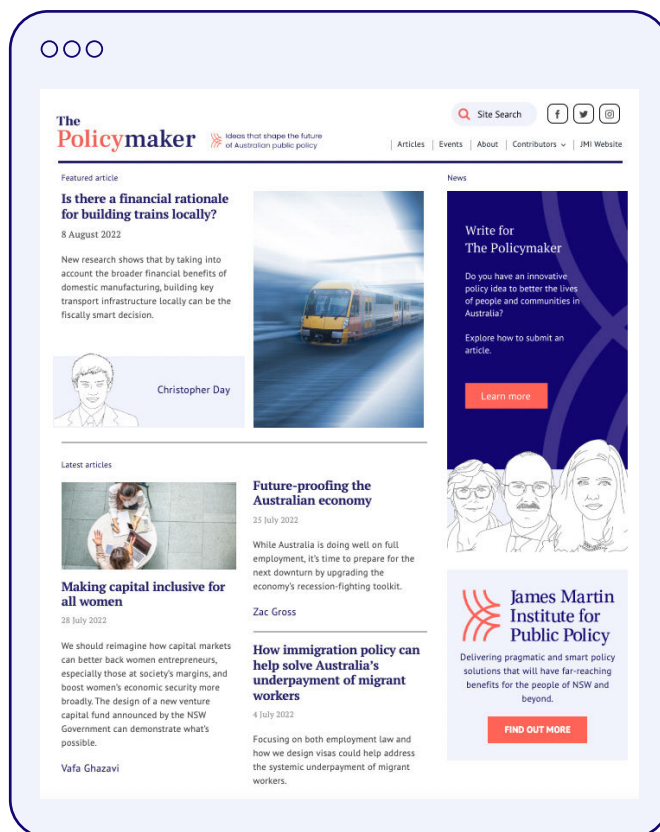 The
Policymaker
Ideas that shape the future
of Australian public policy
Site Search
Articles
Events
About
Contributors
JMI Website
Featured article
Is there a financial rationale
for building trains locally?
8 August 2022
New research shows that by taking into
account the broader financial benefits of
domestic manufacturing, building key
transport infrastructure locally can be the
fiscally smart decision.
Christopher Day
Latest articles
Making capital inclusive for
all women
28 July 2022
We should reimagine how capital markets
can better back women entrepreneurs,
especially those at society's margins, and
boost women's economic security more
broadly. The design of a new venture
capital fund announced by the NSW
Government can demonstrate what's
possible.
Vafa Ghazavi
Future-proofing the
Australian economy
25 July 2022
While Australia is doing well on full
employment, it's time to prepare for the
next downturn by upgrading the
economy's recession-fighting toolkit.
Zac Gross
How immigration policy can
help solve Australia's
underpayment of migrant
workers
4 July 2022
Focusing on both employment law and
how we design visas could help address
the systemic underpayment of migrant
workers.
News
Write for
The Policymaker
Do you have an innovative
policy idea to better the lives
of people and communities in
Australia?
Explore how to submit an
article.
Learn more
James Martin
Institute for
Public Policy
Delivering pragmatic and smart policy
solutions that will have far-reaching
benefits for the people of NSW and
beyond.
FIND OUT MORE